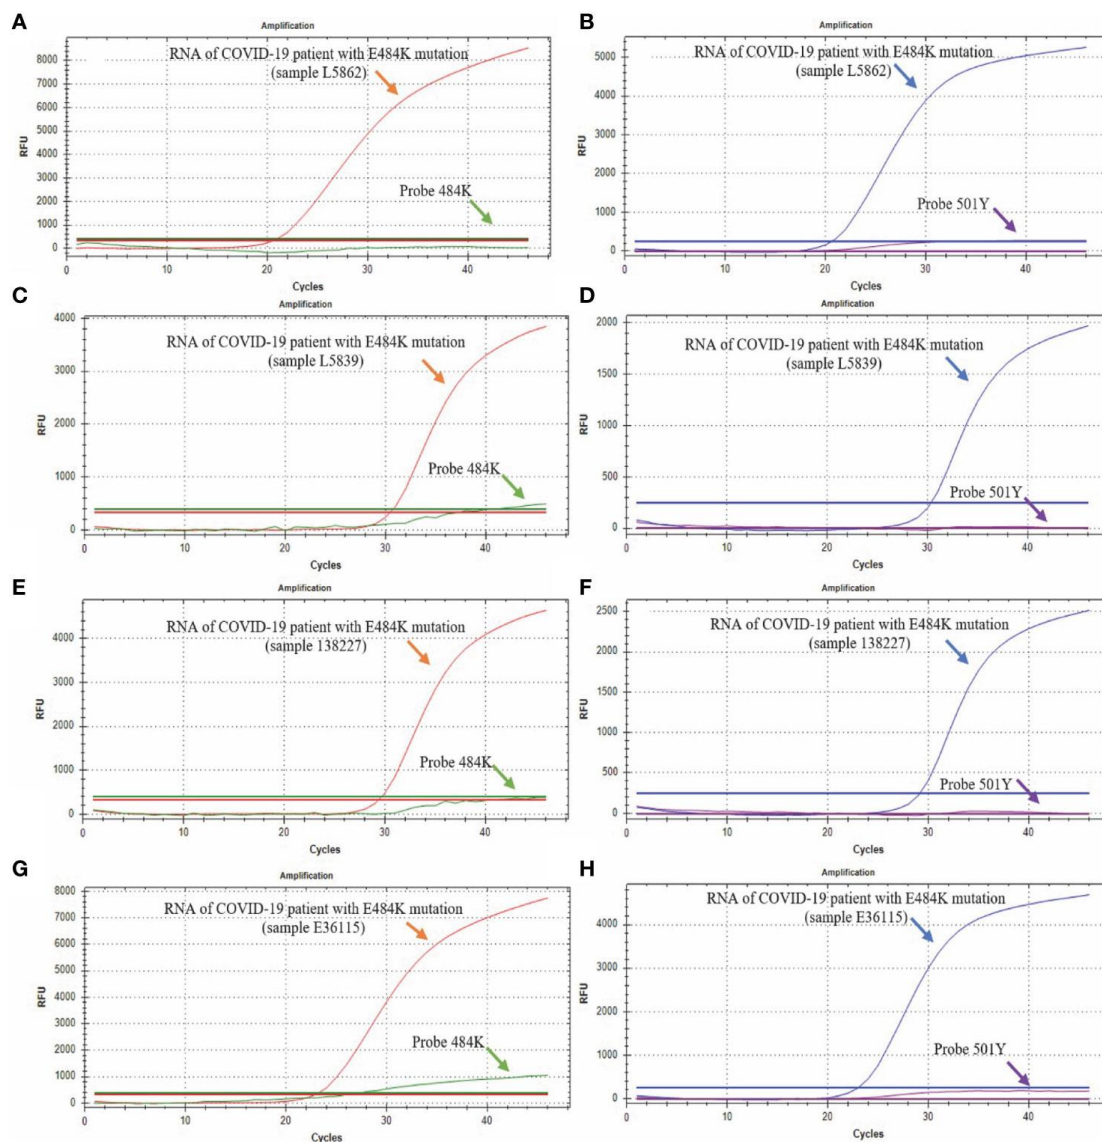 A
Amplification
RNA of COVID-19 patient with E484K mutation
(sample L5862)
Probe 484K
RFU
8000
7000
6000
5000
4000
3000
2000
1000
0
0 10 20 30 40
Cycles
B
Amplification
RNA of COVID-19 patient with E484K mutation
(sample L5862)
Probe 501Y
RFU
5000
4000
3000
2000
1000
0
0 10 20 30 40
Cycles
C
Amplification
RNA of COVID-19 patient with E484K mutation
(sample L5839)
Probe 484K
RFU
4000
3000
2000
1000
0
0 10 20 30 40
Cycles
D
Amplification
RNA of COVID-19 patient with E484K mutation
(sample L5839)
Probe 501Y
RFU
2000
1500
1000
500
0
0 10 20 30 40
Cycles
E
Amplification
RNA of COVID-19 patient with E484K mutation
(sample 138227)
Probe 484K
RFU
4000
3000
2000
1000
0
0 10 20 30 40
Cycles
F
Amplification
RNA of COVID-19 patient with E484K mutation
(sample 138227)
Probe 501Y
RFU
2500
2000
1500
1000
500
0
0 10 20 30 40
Cycles
G
Amplification
RNA of COVID-19 patient with E484K mutation
(sample E36115)
Probe 484K
RFU
8000
7000
6000
5000
4000
3000
2000
1000
0
0 10 20 30 40
Cycles
H
Amplification
RNA of COVID-19 patient with E484K mutation
(sample E36115)
Probe 501Y
RFU
4000
3000
2000
1000
0
0 10 20 30 40
Cycles